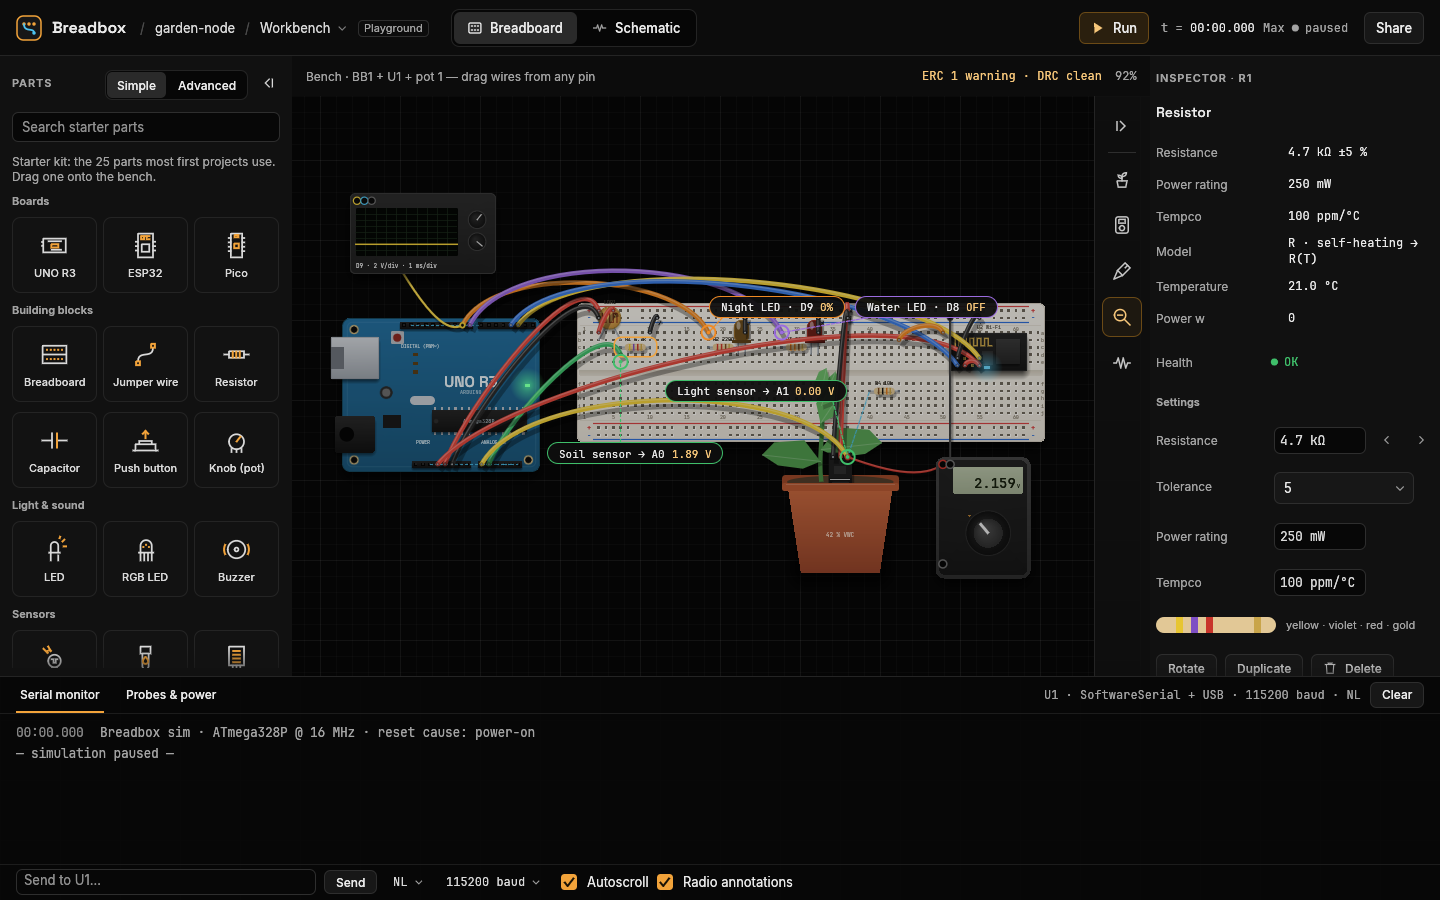 Breadbox / garden-node / Workbench Playground
Breadboard Schematic
Run t = 00:00.000 Max paused Share
PARTS Simple Advanced
Search starter parts
Starter kit: the 25 parts most first projects use.
Drag one onto the bench.
Boards
UNO R3 ESP32 Pico
Building blocks
Breadboard Jumper wire Resistor
Capacitor Push button Knob (pot)
Light & sound
LED RGB LED Buzzer
Sensors
Bench · BB1 + U1 + pot 1 — drag wires from any pin
ERC 1 warning · DRC clean 92%
D9 · 2 V/div · 1 ms/div
Night LED · D9 0%
Water LED · D8 OFF
DIGITAL (PWM~)
UNO R3
POWER
Light sensor → A1 0.00 V
Soil sensor → A0 1.89 V
2.159
42 % VWC
INSPECTOR · R1
Resistor
Resistance 4.7 kΩ ±5 %
Power rating 250 mW
Tempco 100 ppm/°C
Model R · self-heating →
R(T)
Temperature 21.0 °C
Power w 0
Health OK
Settings
Resistance 4.7 kΩ
Tolerance 5
Power rating 250 mW
Tempco 100 ppm/°C
yellow · violet · red · gold
Rotate Duplicate Delete
Serial monitor Probes & power
U1 · SoftwareSerial + USB · 115200 baud · NL Clear
00:00.000 Breadbox sim · ATmega328P @ 16 MHz · reset cause: power-on
— simulation paused —
Send to U1... Send NL 115200 baud Autoscroll Radio annotations